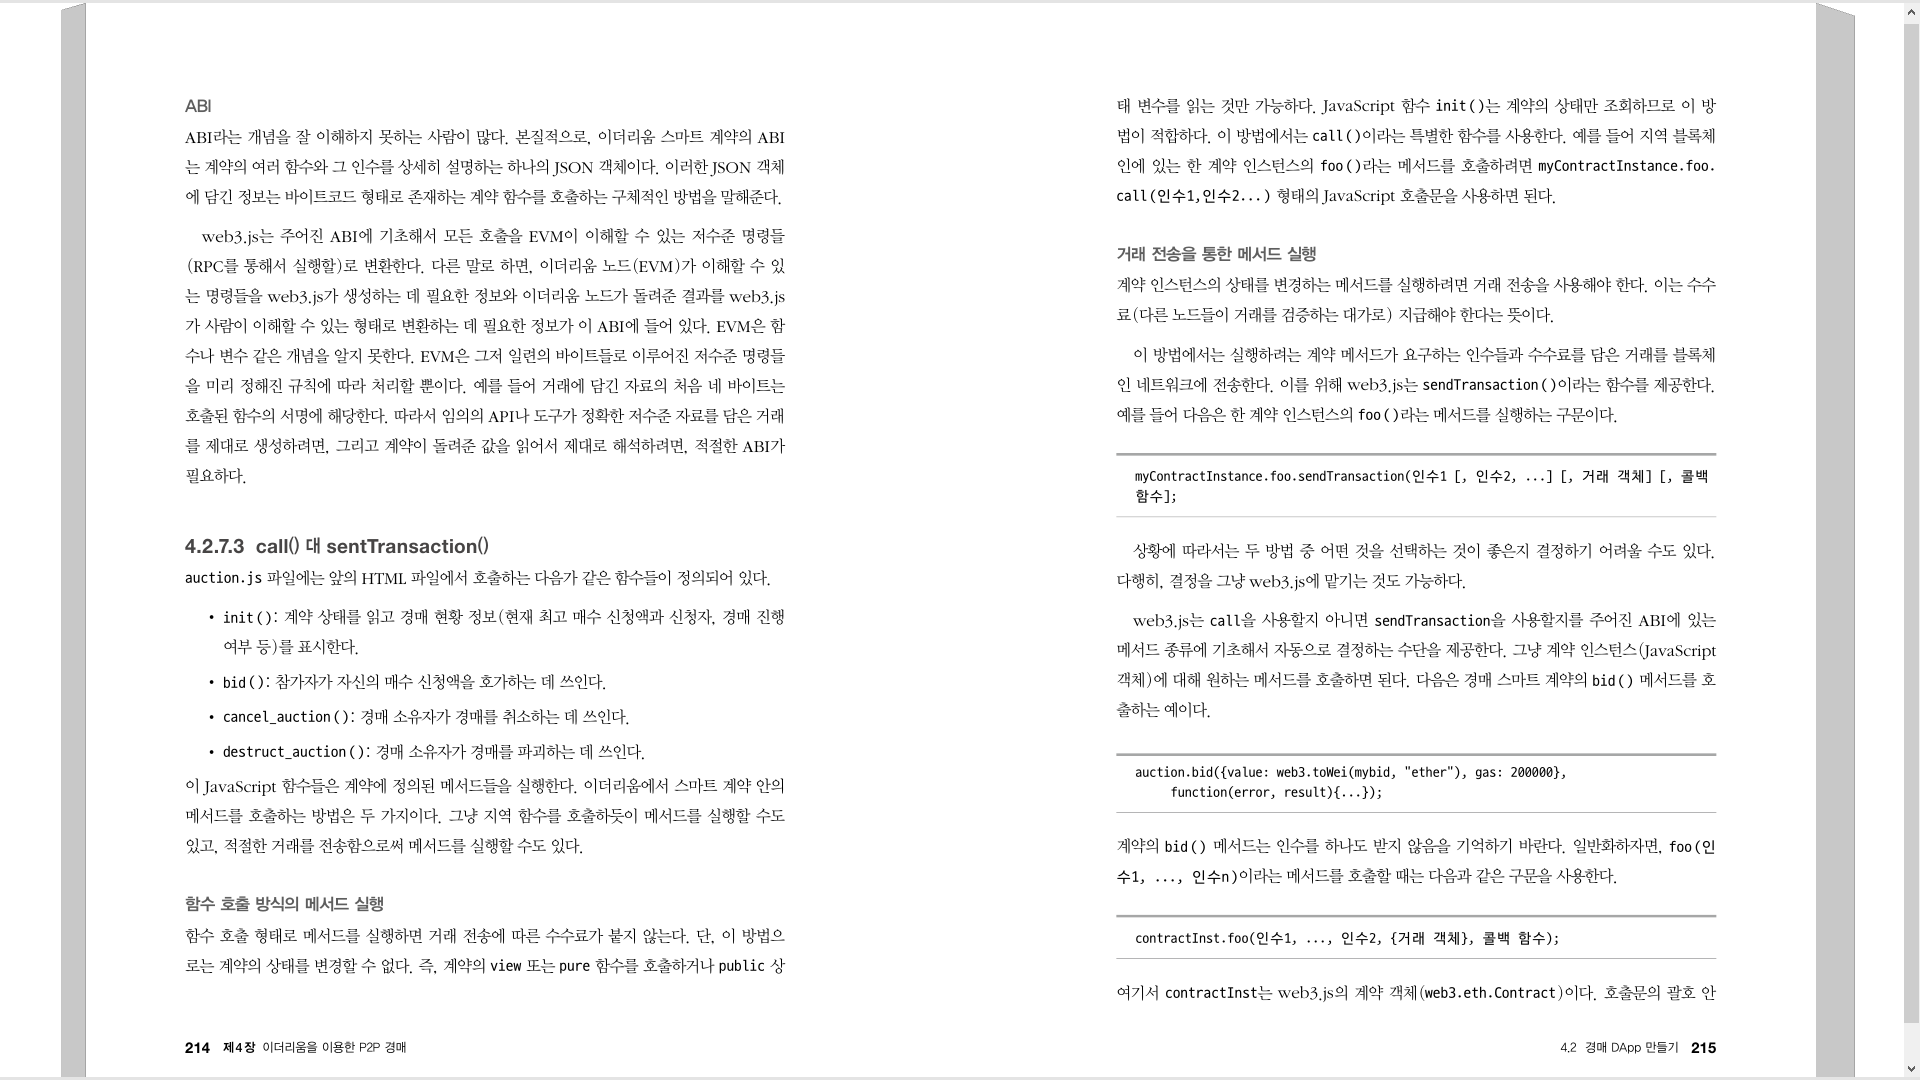 ABI
ABI라는 개념을 잘 이해하지 못하는 사람이 많다. 본질적으로, 이더리움 스마트 계약의 ABI
는 계약의 여러 함수와 그 인수를 상세히 설명하는 하나의 JSON 객체이다. 이러한 JSON 객체
에 담긴 정보는 바이트코드 형태로 존재하는 계약 함수를 호출하는 구체적인 방법을 말해준다.
web3.js는 주어진 ABI에 기초해서 모든 호출을 EVM이 이해할 수 있는 저수준 명령들
(RPC를 통해서 실행할)로 변환한다. 다른 말로 하면, 이더리움 노드(EVM)가 이해할 수 있
는 명령들을 web3.js가 생성하는 데 필요한 정보와 이더리움 노드가 돌려준 결과를 web3.js
가 사람이 이해할 수 있는 형태로 변환하는 데 필요한 정보가 이 ABI에 들어 있다. EVM은 함
수나 변수 같은 개념을 알지 못한다. EVM은 그저 일련의 바이트들로 이루어진 저수준 명령들
을 미리 정해진 규칙에 따라 처리할 뿐이다. 예를 들어 거래에 담긴 자료의 처음 네 바이트는
호출된 함수의 서명에 해당한다. 따라서 임의의 API나 도구가 정확한 저수준 자료를 담은 거래
를 제대로 생성하려면, 그리고 계약이 돌려준 값을 읽어서 제대로 해석하려면, 적절한 ABI가
필요하다.
4.2.7.3 call() 대 sentTransaction()
auction.js 파일에는 앞의 HTML 파일에서 호출하는 다음가 같은 함수들이 정의되어 있다.
• init(): 계약 상태를 읽고 경매 현황 정보(현재 최고 매수 신청액과 신청자, 경매 진행
여부 등)를 표시한다.
• bid(): 참가자가 자신의 매수 신청액을 호가하는 데 쓰인다.
• cancel_auction(): 경매 소유자가 경매를 취소하는 데 쓰인다.
• destruct_auction(): 경매 소유자가 경매를 파괴하는 데 쓰인다.
이 JavaScript 함수들은 계약에 정의된 메서드들을 실행한다. 이더리움에서 스마트 계약 안의
메서드를 호출하는 방법은 두 가지이다. 그냥 지역 함수를 호출하듯이 메서드를 실행할 수도
있고, 적절한 거래를 전송함으로써 메서드를 실행할 수도 있다.
함수 호출 방식의 메서드 실행
함수 호출 형태로 메서드를 실행하면 거래 전송에 따른 수수료가 붙지 않는다. 단, 이 방법으
로는 계약의 상태를 변경할 수 없다. 즉, 계약의 view 또는 pure 함수를 호출하거나 public 상
214 제4장 이더리움을 이용한 P2P 경매
태 변수를 읽는 것만 가능하다. JavaScript 함수 init()는 계약의 상태만 조회하므로 이 방
법이 적합하다. 이 방법에서는 call()이라는 특별한 함수를 사용한다. 예를 들어 지역 블록체
인에 있는 한 계약 인스턴스의 foo()라는 메서드를 호출하려면 myContractInstance.foo.
call(인수1,인수2...) 형태의 JavaScript 호출문을 사용하면 된다.
거래 전송을 통한 메서드 실행
계약 인스턴스의 상태를 변경하는 메서드를 실행하려면 거래 전송을 사용해야 한다. 이는 수수
료(다른 노드들이 거래를 검증하는 대가로) 지급해야 한다는 뜻이다.
이 방법에서는 실행하려는 계약 메서드가 요구하는 인수들과 수수료를 담은 거래를 블록체
인 네트워크에 전송한다. 이를 위해 web3.js는 sendTransaction()이라는 함수를 제공한다.
예를 들어 다음은 한 계약 인스턴스의 foo()라는 메서드를 실행하는 구문이다.
myContractInstance.foo.sendTransaction(인수1 [, 인수2, ...] [, 거래 객체] [, 콜백
함수];
상황에 따라서는 두 방법 중 어떤 것을 선택하는 것이 좋은지 결정하기 어려울 수도 있다.
다행히, 결정을 그냥 web3.js에 맡기는 것도 가능하다.
web3.js는 call을 사용할지 아니면 sendTransaction을 사용할지를 주어진 ABI에 있는
메서드 종류에 기초해서 자동으로 결정하는 수단을 제공한다. 그냥 계약 인스턴스(JavaScript
객체)에 대해 원하는 메서드를 호출하면 된다. 다음은 경매 스마트 계약의 bid() 메서드를 호
출하는 예이다.
auction.bid({value: web3.toWei(mybid, "ether"), gas: 200000},
function(error, result){...});
계약의 bid() 메서드는 인수를 하나도 받지 않음을 기억하기 바란다. 일반화하자면, foo(인
수1, ..., 인수n)이라는 메서드를 호출할 때는 다음과 같은 구문을 사용한다.
contractInst.foo(인수1, ..., 인수2, {거래 객체}, 콜백 함수);
여기서 contractInst는 web3.js의 계약 객체(web3.eth.Contract)이다. 호출문의 괄호 안
4.2 경매 DApp 만들기 215